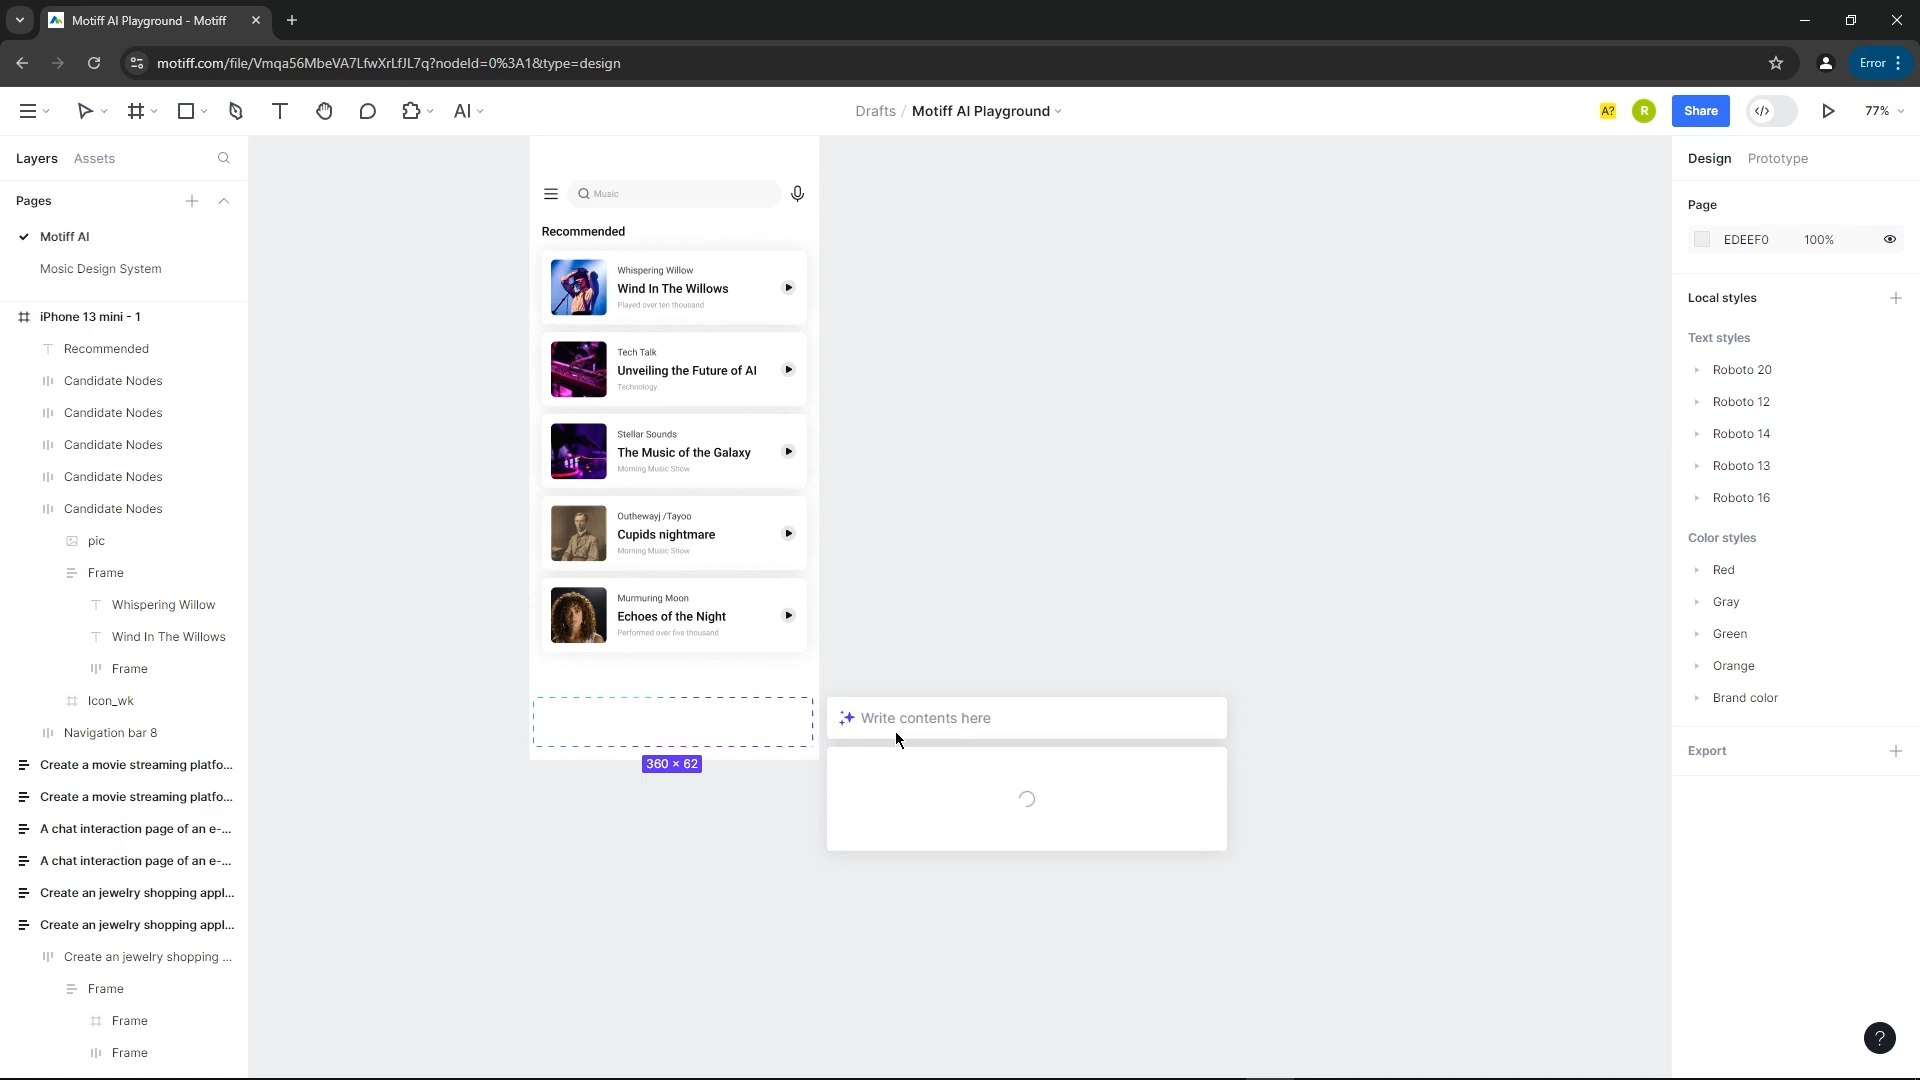 Motiff AI Playground - Motiff
motiff.com/file/Vmqa56MbeVA7LfwXrLfJL7q?nodeId=0%3A1&type=design
Error
AI
Drafts / Motiff AI Playground
A?
R
Share
77%
Layers
Assets
Pages
Motiff AI
Mosic Design System
iPhone 13 mini - 1
Recommended
Candidate Nodes
Candidate Nodes
Candidate Nodes
Candidate Nodes
Candidate Nodes
pic
Frame
Whispering Willow
Wind In The Willows
Frame
Icon_wk
Navigation bar 8
Create a movie streaming platfo...
Create a movie streaming platfo...
A chat interaction page of an e-...
A chat interaction page of an e-...
Create an jewelry shopping appl...
Create an jewelry shopping appl...
Create an jewelry shopping ...
Frame
Frame
Frame
Music
Recommended
Whispering Willow
Wind In The Willows
Played over ten thousand
Tech Talk
Unveiling the Future of AI
Technology
Stellar Sounds
The Music of the Galaxy
Morning Music Show
Outhewayj /Tayoo
Cupids nightmare
Morning Music Show
Murmuring Moon
Echoes of the Night
Performed over five thousand
360 × 62
Write contents here
Design
Prototype
Page
EDEEF0
100%
Local styles
Text styles
Roboto 20
Roboto 12
Roboto 14
Roboto 13
Roboto 16
Color styles
Red
Gray
Green
Orange
Brand color
Export
?